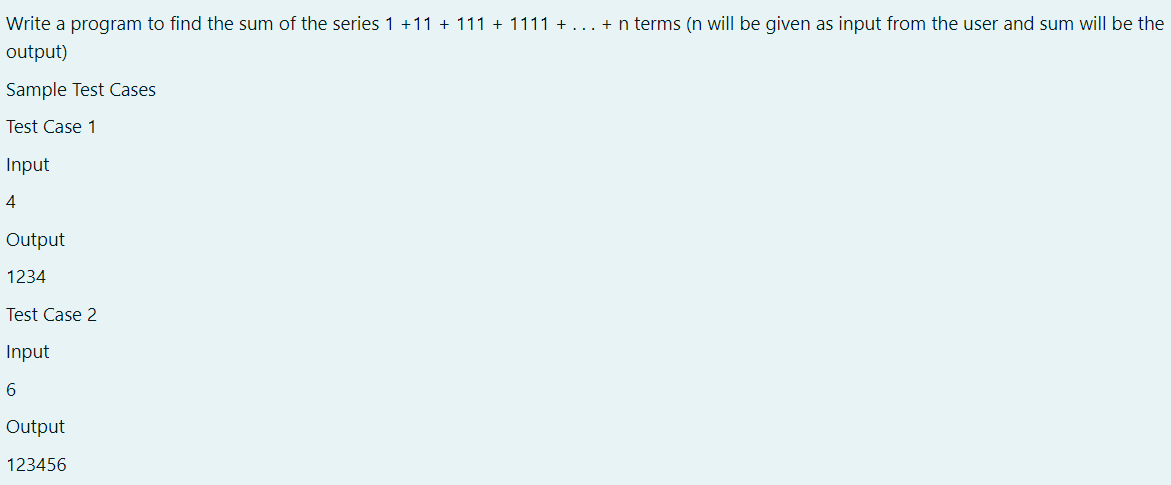 Write a program to find the sum of the series 1 +11 + 111 + 1111 + . . . + n terms (n will be given as input from the user and sum will be the
output)
Sample Test Cases
Test Case 1
Input
4
Output
1234
Test Case 2
Input
6
Output
123456